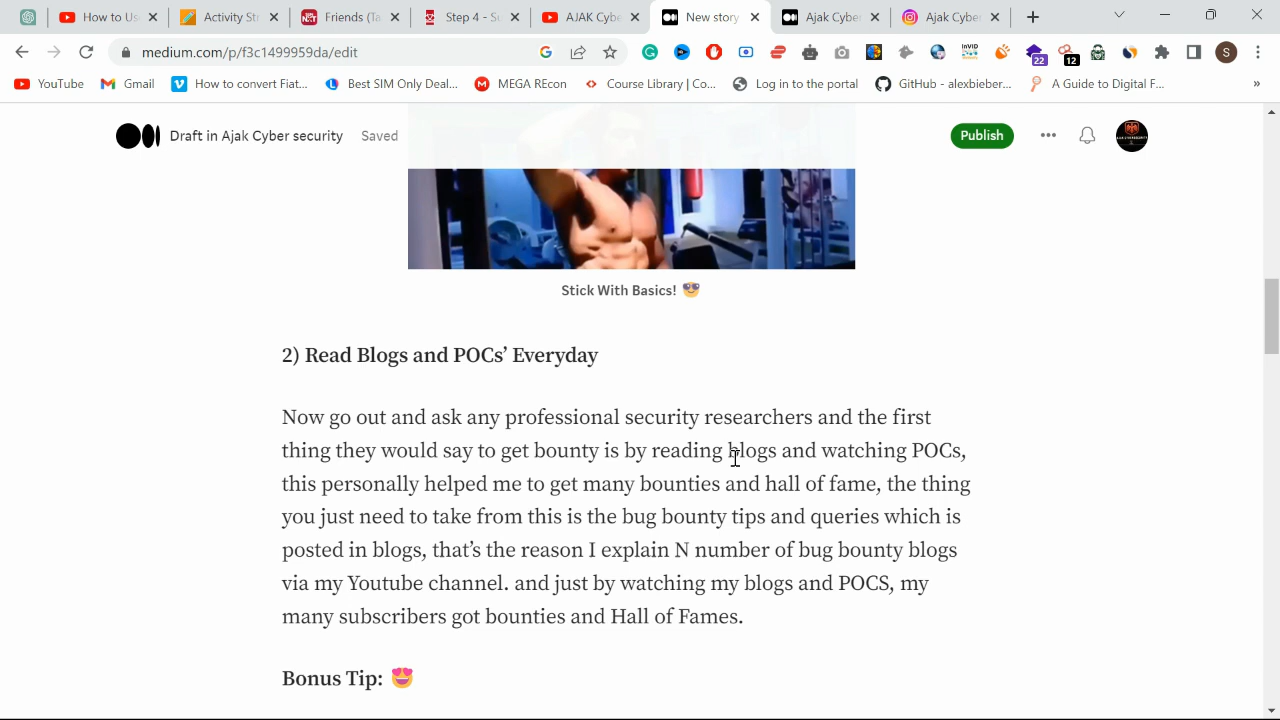 How to Us
Activity St
Friends (Ta
Step 4 - c
AJAK Cybe
New story
Ajak Cyber
Ajak Cyber
medium.com/p/f3c1499959da/edit
22
12
S
YouTube
Gmail
How to convert Fiat...
Best SIM Only Deal...
MEGA REcon
Course Library | Co...
Log in to the portal
GitHub - alexbieber...
A Guide to Digital F...
»
Draft in Ajak Cyber security
Saved
Publish
Stick With Basics! 😎
2) Read Blogs and POCs’ Everyday
Now go out and ask any professional security researchers and the first
thing they would say to get bounty is by reading blogs and watching POCs,
this personally helped me to get many bounties and hall of fame, the thing
you just need to take from this is the bug bounty tips and queries which is
posted in blogs, that’s the reason I explain N number of bug bounty blogs
via my Youtube channel. and just by watching my blogs and POCS, my
many subscribers got bounties and Hall of Fames.
Bonus Tip: 😍